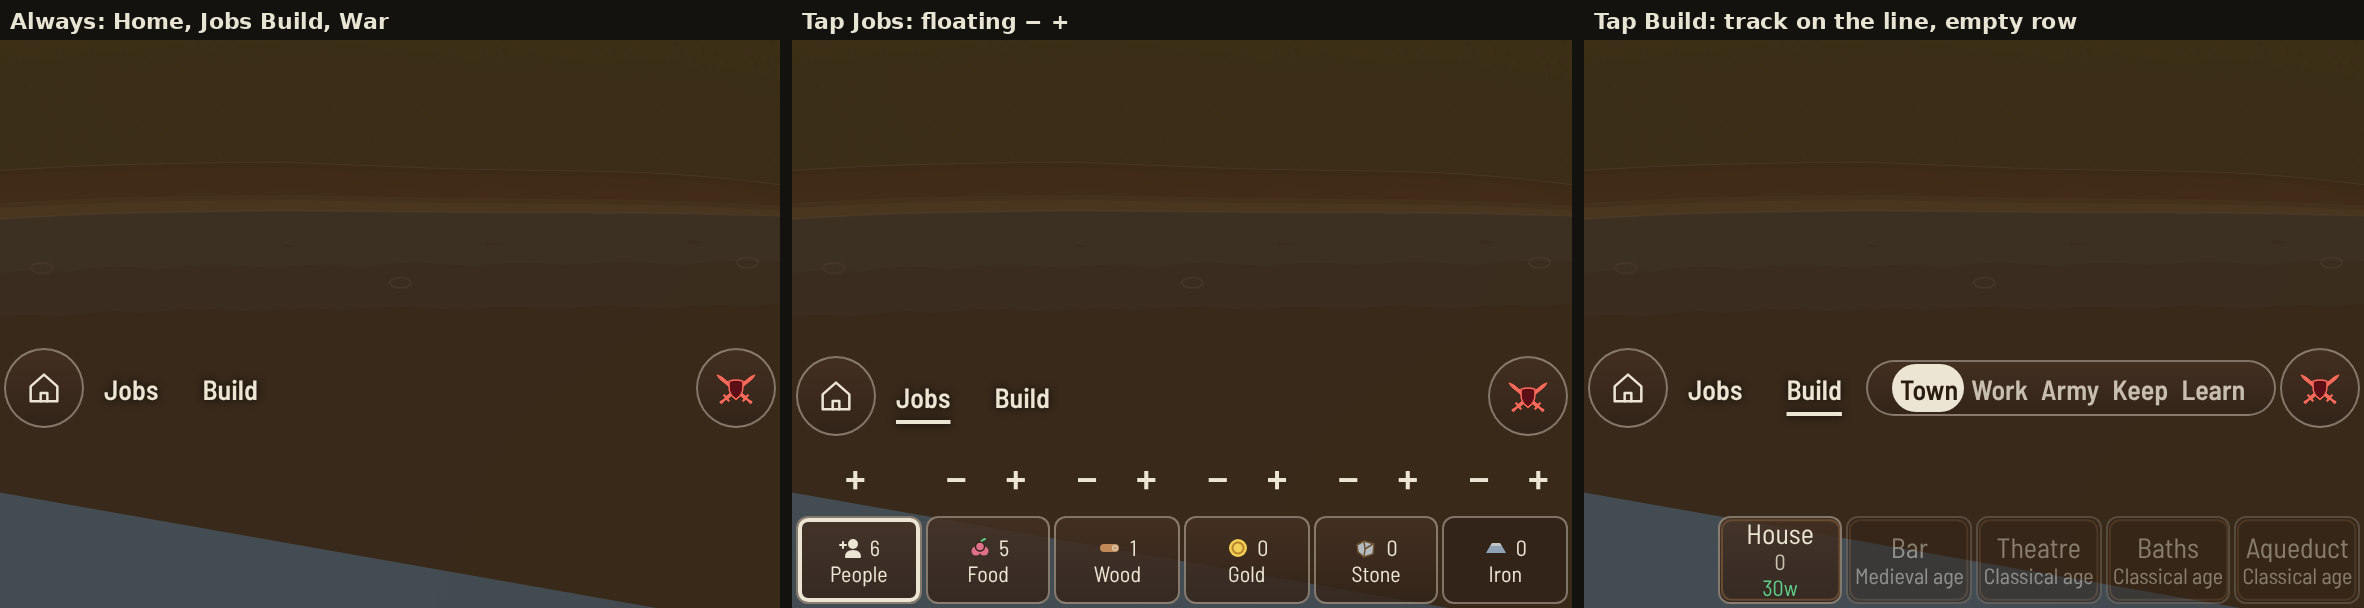 Always: Home, Jobs Build, War
Jobs Build
Tap Jobs: floating − +
Jobs Build
+ − + − + − + − + − +
6 5 1 0 0 0
People Food Wood Gold Stone Iron
Tap Build: track on the line, empty row
Jobs Build Town Work Army Keep Learn
House Bar Theatre Baths Aqueduct
0 Medieval age Classical age Classical age Classical age
30w